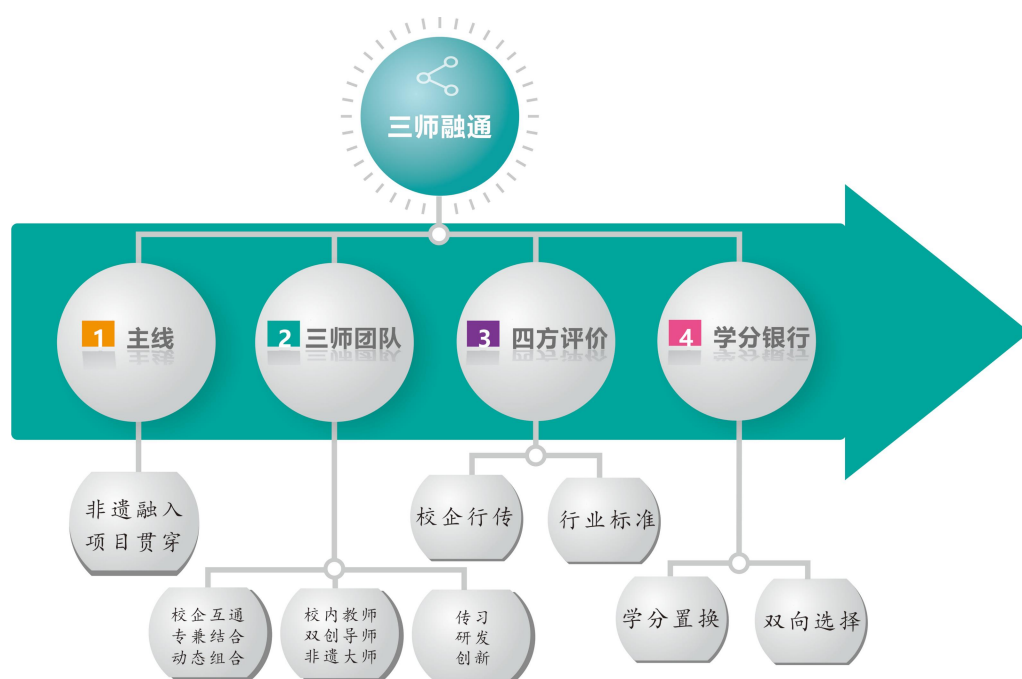 三师融通
1 主线
2 三师团队
3 四方评价
4 学分银行
非遗融入
项目贯穿
校企互通
专兼结合
动态组合
校内教师
双创导师
非遗大师
传习
研发
创新
校企行传
行业标准
学分置换
双向选择